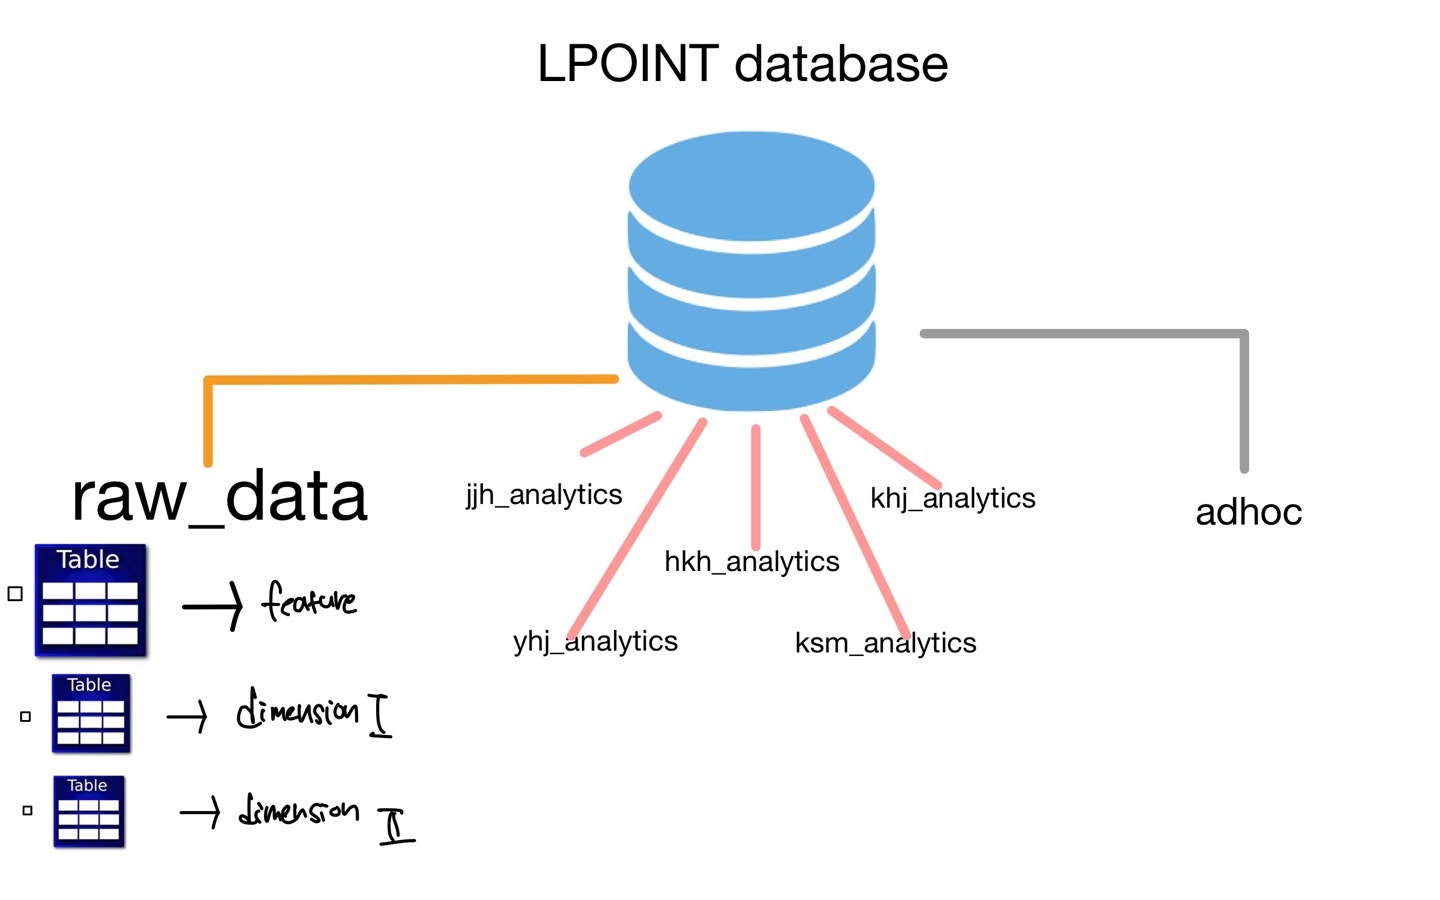 LPOINT database
raw_data
jjh_analytics
khj_analytics
adhoc
hkh_analytics
yhj_analytics
ksm_analytics
Table
feature
Table
dimension I
Table
dimension II